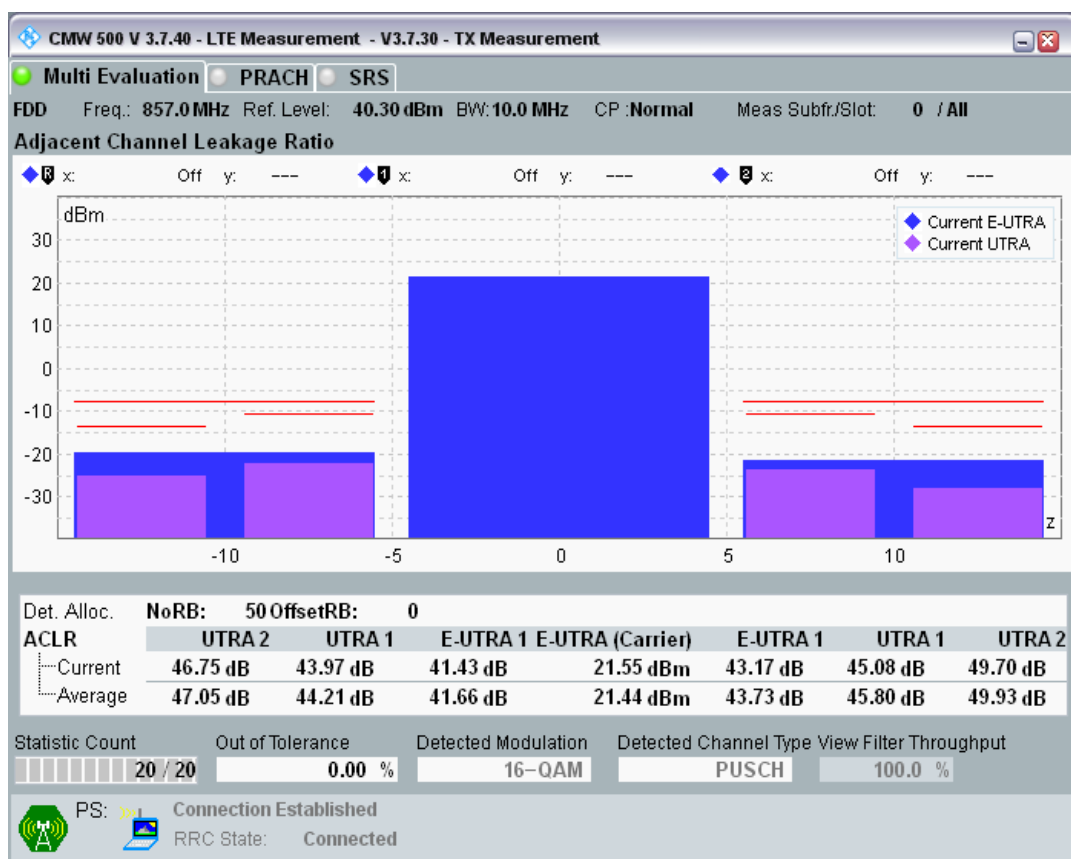 CMW 500 V 3.7.40 - LTE Measurement - V3.7.30 - TX Measurement
Multi Evaluation PRACH SRS
FDD Freq.: 857.0 MHz Ref. Level: 40.30 dBm BW: 10.0 MHz CP :Normal Meas Subfr./Slot: 0 / All
Adjacent Channel Leakage Ratio
R x: Off y: --- 1 x: Off y: --- 2 x: Off y: ---
dBm
Current E-UTRA
Current UTRA
30
20
10
0
-10
-20
-30
z
-10 -5 0 5 10
Det. Alloc. NoRB: 50 OffsetRB: 0
ACLR UTRA 2 UTRA 1 E-UTRA 1 E-UTRA (Carrier) E-UTRA 1 UTRA 1 UTRA 2
Current 46.75 dB 43.97 dB 41.43 dB 21.55 dBm 43.17 dB 45.08 dB 49.70 dB
Average 47.05 dB 44.21 dB 41.66 dB 21.44 dBm 43.73 dB 45.80 dB 49.93 dB
Statistic Count Out of Tolerance Detected Modulation Detected Channel Type View Filter Throughput
20 / 20 0.00 % 16-QAM PUSCH 100.0 %
PS: Connection Established
RRC State: Connected